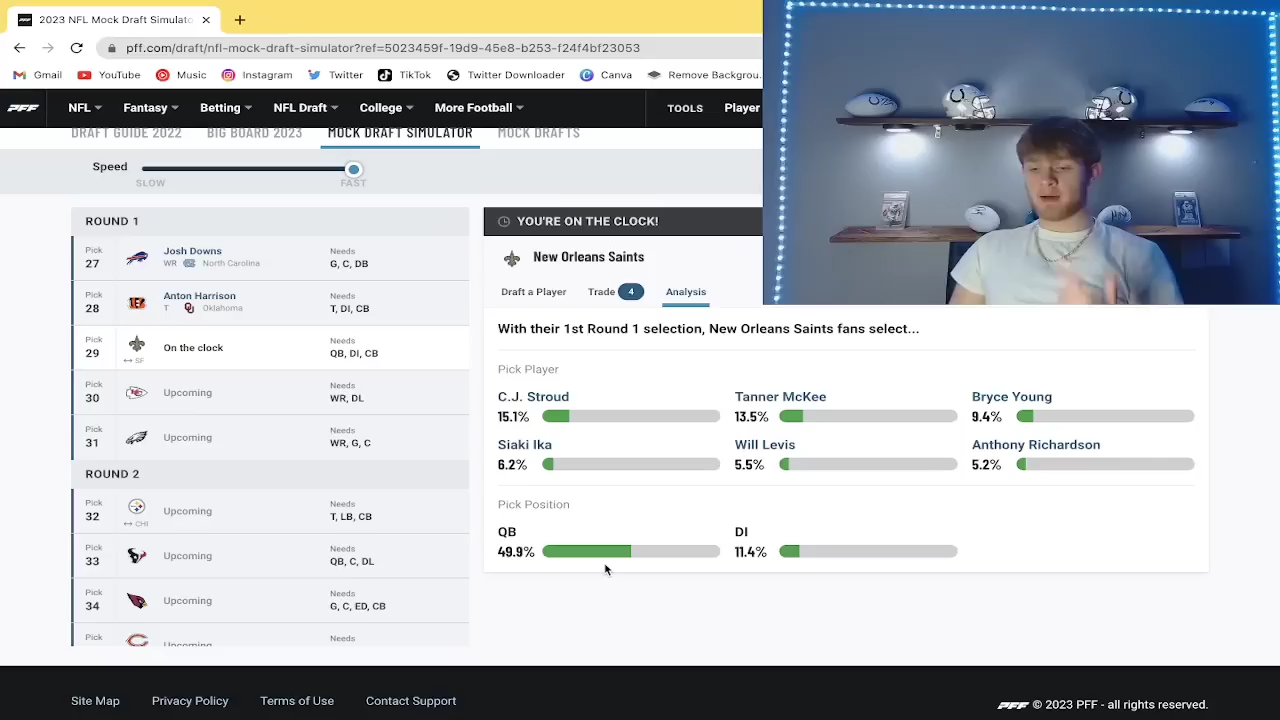 2023 NFL Mock Draft Simulato
pff.com/draft/nfl-mock-draft-simulator?ref=5023459f-19d9-45e8-b253-f24f4bf23053
Gmail YouTube Music Instagram Twitter TikTok Twitter Downloader Canva Remove Backgrou...
PFF NFL Fantasy Betting NFL Draft College More Football TOOLS Player
DRAFT GUIDE 2022 BIG BOARD 2023 MOCK DRAFT SIMULATOR MOCK DRAFTS
Speed
SLOW FAST
ROUND 1
Pick 27 Josh Downs Needs
WR North Carolina G, C, DB
Pick 28 Anton Harrison Needs
T Oklahoma T, DI, CB
Pick 29 On the clock Needs
SF QB, DI, CB
Pick 30 Upcoming Needs
WR, DL
Pick 31 Upcoming Needs
WR, G, C
ROUND 2
Pick 32 Upcoming Needs
CHI T, LB, CB
Pick 33 Upcoming Needs
QB, C, DL
Pick 34 Upcoming Needs
G, C, ED, CB
Pick Upcoming Needs
YOU'RE ON THE CLOCK!
New Orleans Saints
Draft a Player Trade 4 Analysis
With their 1st Round 1 selection, New Orleans Saints fans select...
Pick Player
C.J. Stroud Tanner McKee Bryce Young
15.1% 13.5% 9.4%
Siaki Ika Will Levis Anthony Richardson
6.2% 5.5% 5.2%
Pick Position
QB DI
49.9% 11.4%
Site Map Privacy Policy Terms of Use Contact Support
PFF © 2023 PFF - all rights reserved.